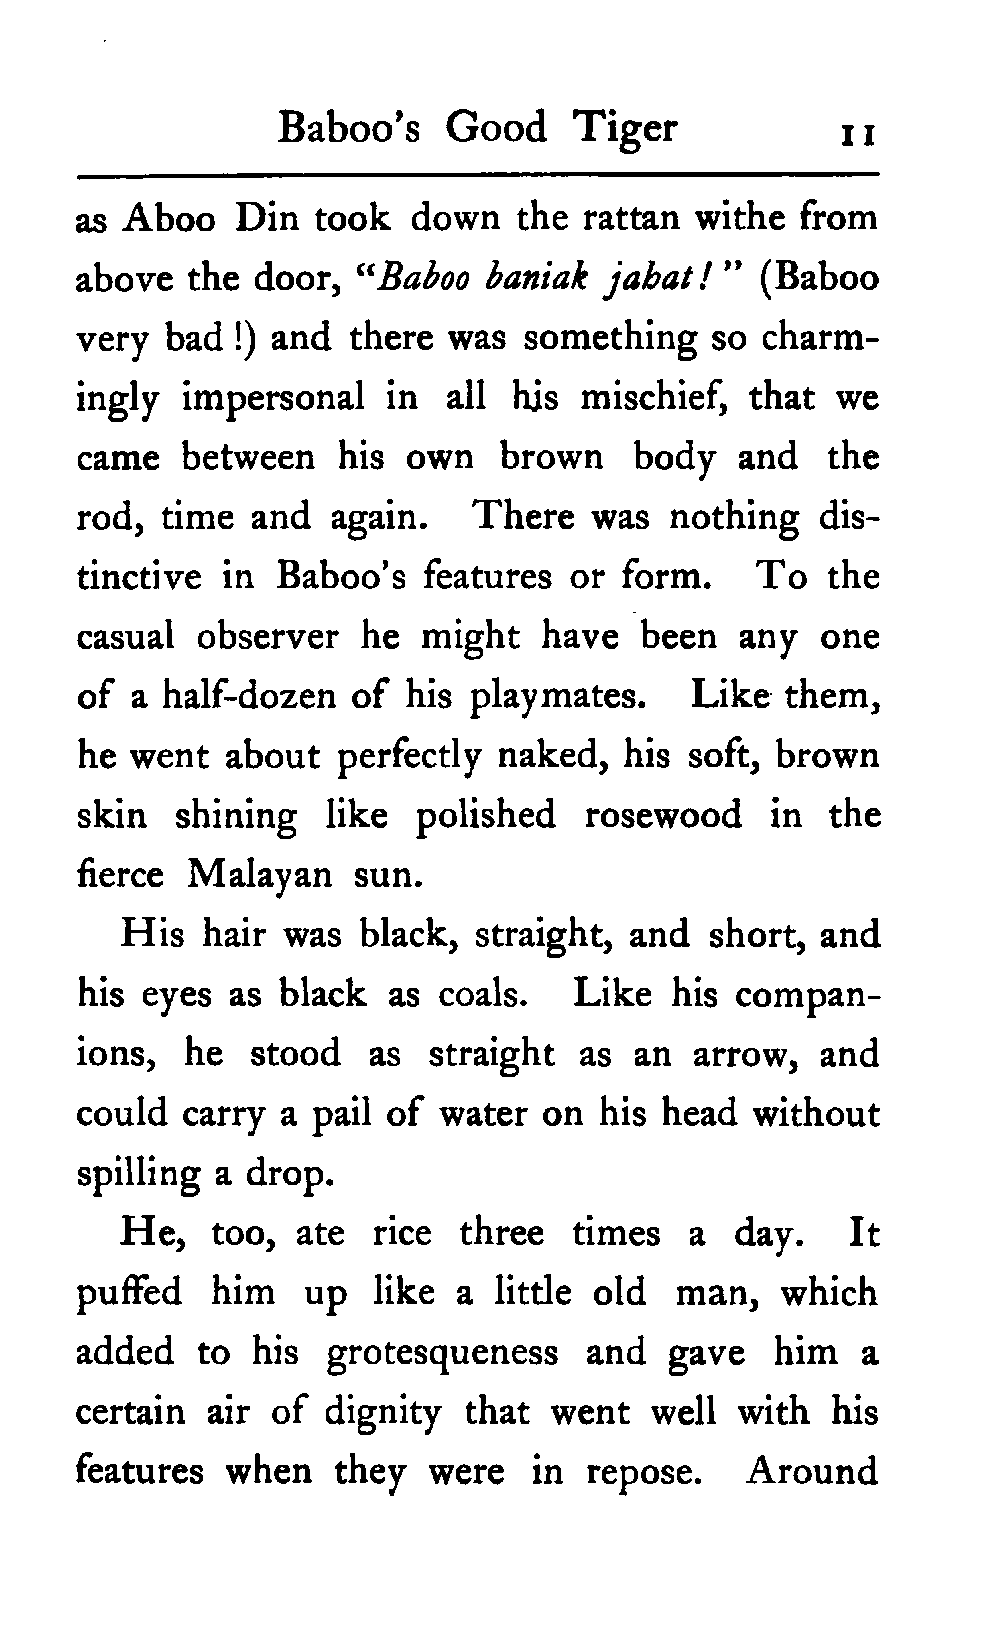 Baboo's Good Tiger 11
as Aboo Din took down the rattan withe from
above the door, "Baboo baniak jahat!" (Baboo
very bad!) and there was something so charm-
ingly impersonal in all his mischief, that we
came between his own brown body and the
rod, time and again. There was nothing dis-
tinctive in Baboo's features or form. To the
casual observer he might have been any one
of a half-dozen of his playmates. Like them,
he went about perfectly naked, his soft, brown
skin shining like polished rosewood in the
fierce Malayan sun.
His hair was black, straight, and short, and
his eyes as black as coals. Like his compan-
ions, he stood as straight as an arrow, and
could carry a pail of water on his head without
spilling a drop.
He, too, ate rice three times a day. It
puffed him up like a little old man, which
added to his grotesqueness and gave him a
certain air of dignity that went well with his
features when they were in repose. Around